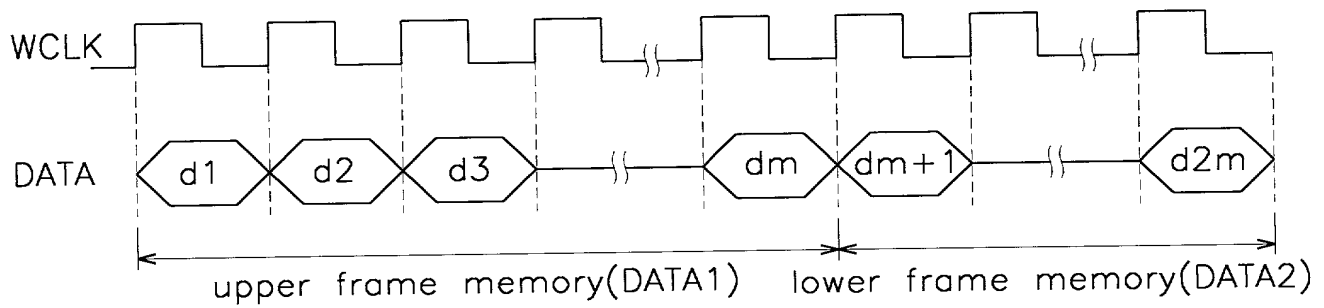 WCLK
DATA d1 d2 d3 dm dm+1 d2m
upper frame memory(DATA1) lower frame memory(DATA2)